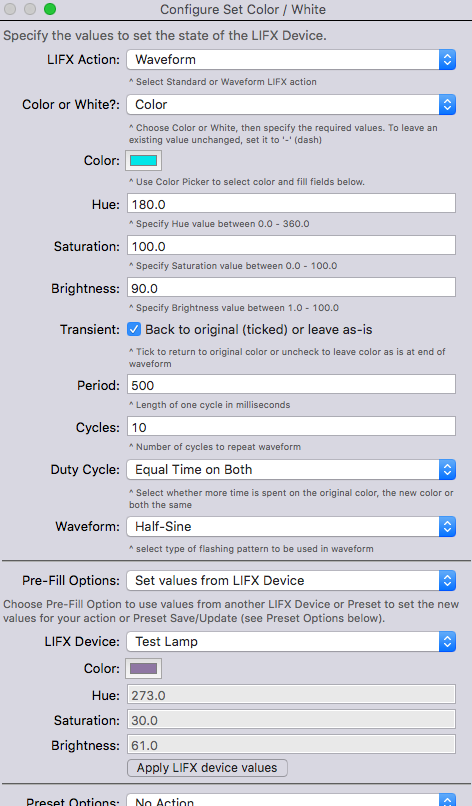 Configure Set Color / White
Specify the values to set the state of the LIFX Device.
LIFX Action: Waveform
^ Select Standard or Waveform LIFX action
Color or White?: Color
^ Choose Color or White, then specify the required values. To leave an
existing value unchanged, set it to '-' (dash)
Color:
^ Use Color Picker to select color and fill fields below.
Hue: 180.0
^ Specify Hue value between 0.0 - 360.0
Saturation: 100.0
^ Specify Saturation value between 0.0 - 100.0
Brightness: 90.0
^ Specify Brightness value between 1.0 - 100.0
Transient: Back to original (ticked) or leave as-is
^ Tick to return to original color or uncheck to leave color as is at end of
waveform
Period: 500
^ Length of one cycle in milliseconds
Cycles: 10
^ Number of cycles to repeat waveform
Duty Cycle: Equal Time on Both
^ Select whether more time is spent on the original color, the new color or
both the same
Waveform: Half-Sine
^ select type of flashing pattern to be used in waveform
Pre-Fill Options: Set values from LIFX Device
Choose Pre-Fill Option to use values from another LIFX Device or Preset to set the new
values for your action or Preset Save/Update (see Preset Options below).
LIFX Device: Test Lamp
Color:
Hue: 273.0
Saturation: 30.0
Brightness: 61.0
Apply LIFX device values
Preset Options: No Action